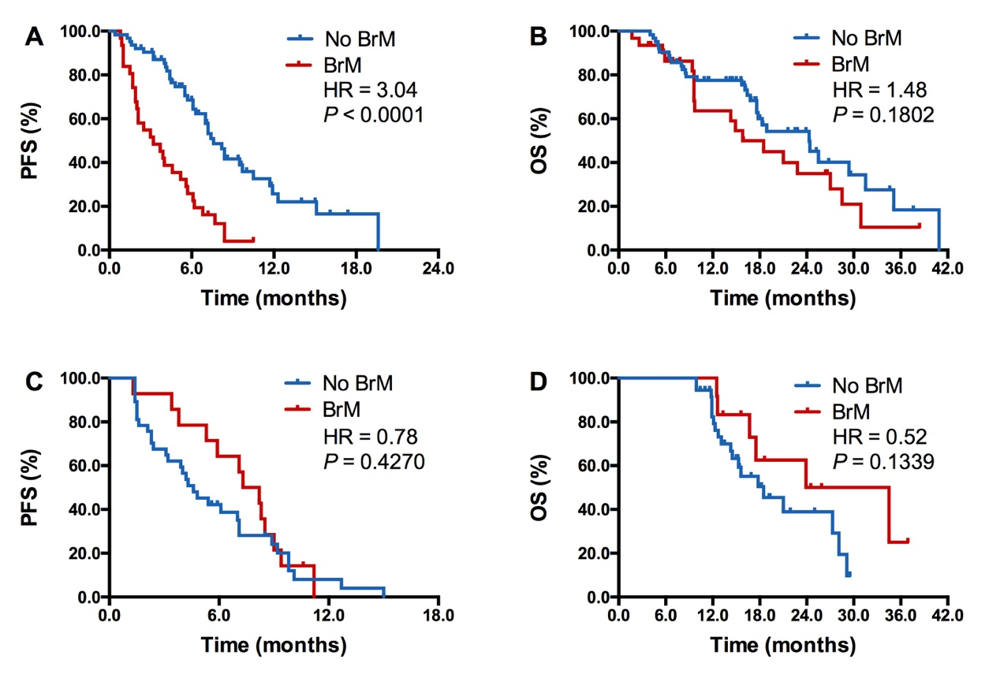 A
100.0
80.0
60.0
40.0
20.0
0.0
PFS (%)
0.0 6.0 12.0 18.0 24.0
Time (months)
No BrM
BrM
HR = 3.04
P < 0.0001
B
100.0
80.0
60.0
40.0
20.0
0.0
OS (%)
0.0 6.0 12.0 18.0 24.0 30.0 36.0 42.0
Time (months)
No BrM
BrM
HR = 1.48
P = 0.1802
C
100.0
80.0
60.0
40.0
20.0
0.0
PFS (%)
0.0 6.0 12.0 18.0
Time (months)
No BrM
BrM
HR = 0.78
P = 0.4270
D
100.0
80.0
60.0
40.0
20.0
0.0
OS (%)
0.0 6.0 12.0 18.0 24.0 30.0 36.0 42.0
Time (months)
No BrM
BrM
HR = 0.52
P = 0.1339